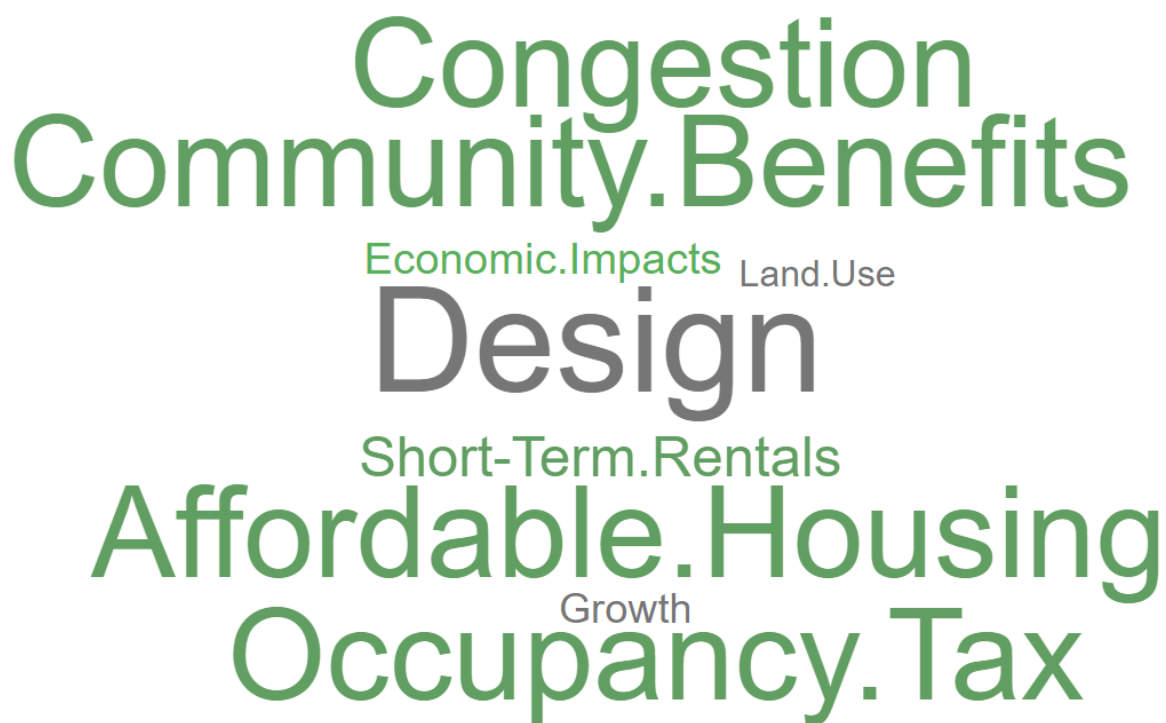 Congestion
Community.Benefits
Economic.Impacts
Land.Use
Design
Short-Term.Rentals
Affordable.Housing
Growth
Occupancy.Tax